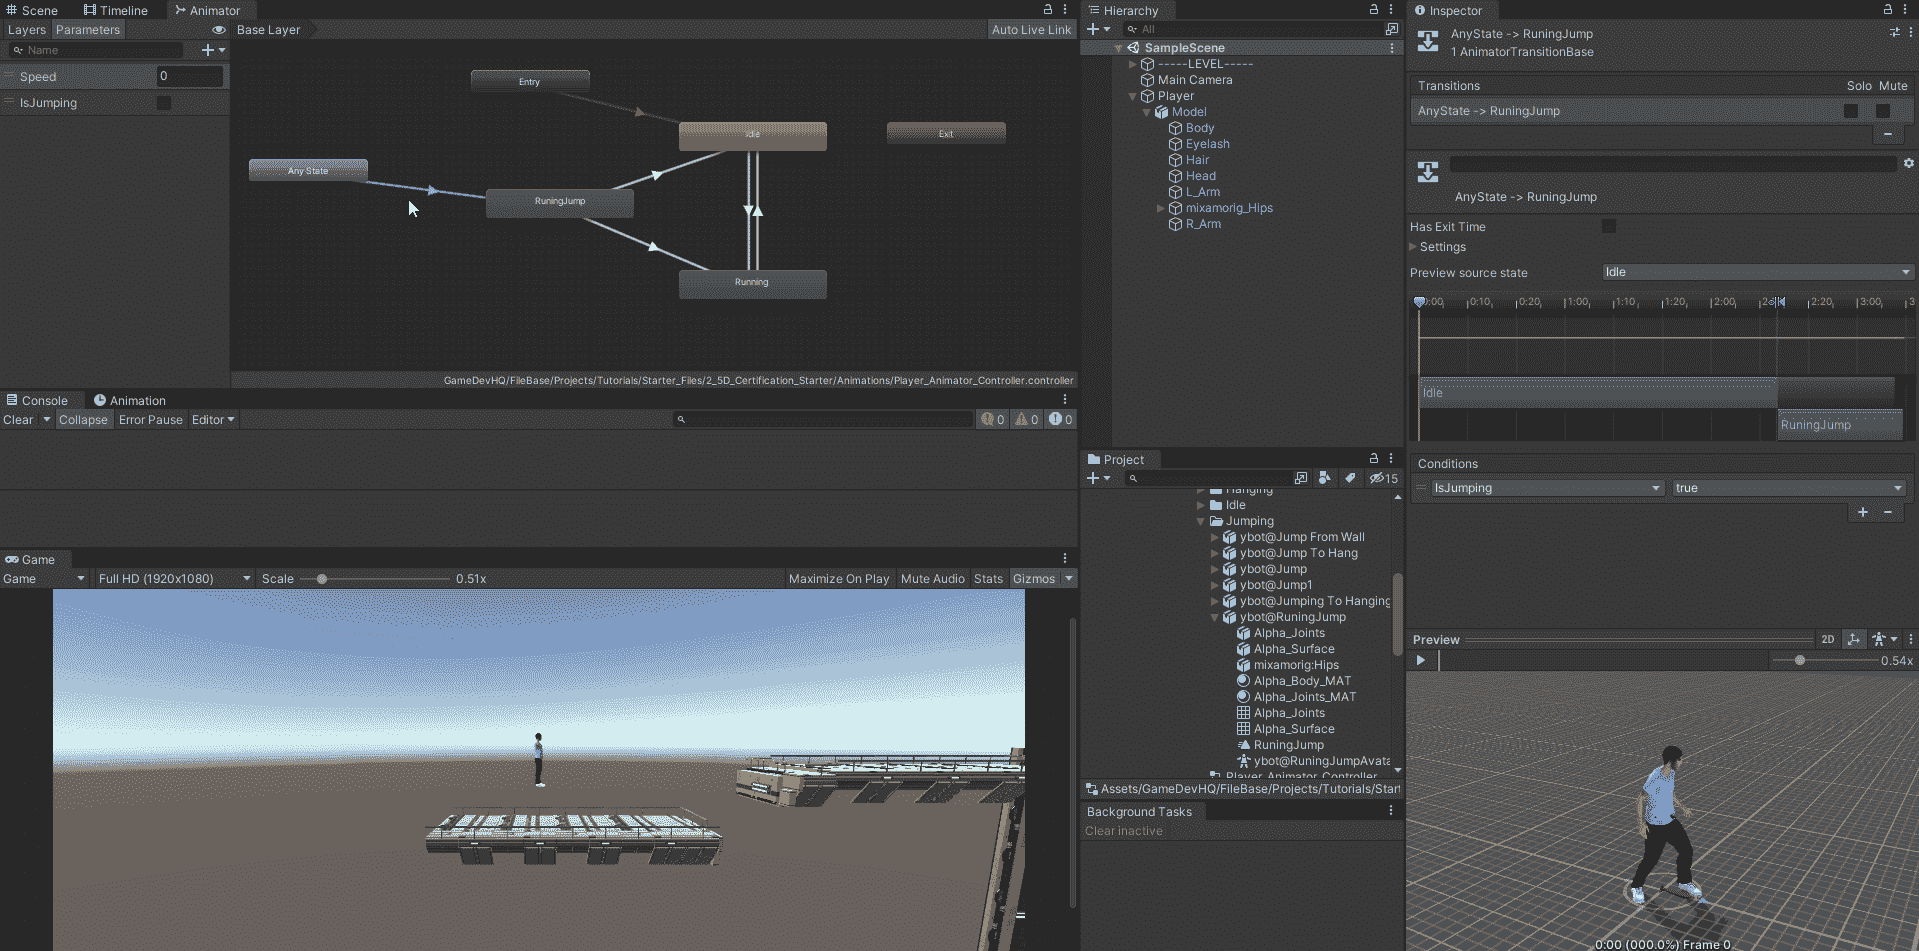 Scene
Timeline
Animator
Layers
Parameters
Base Layer
Auto Live Link
Name
Speed
0
IsJumping
Entry
Idle
Exit
Any State
RuningJump
Running
GameDevHQ/FileBase/Projects/Tutorials/Starter_Files/2_5D_Certification_Starter/Animations/Player_Animator_Controller.controller
Console
Animation
Clear
Collapse
Error Pause
Editor
0
0
0
Game
Game
Full HD (1920x1080)
Scale
0.51x
Maximize On Play
Mute Audio
Stats
Gizmos
Hierarchy
All
SampleScene
-----LEVEL-----
Main Camera
Player
Model
Body
Eyelash
Hair
Head
L_Arm
mixamorig_Hips
R_Arm
Project
15
Hanging
Idle
Jumping
ybot@Jump From Wall
ybot@Jump To Hang
ybot@Jump
ybot@Jump1
ybot@Jumping To Hanging
ybot@RuningJump
Alpha_Joints
Alpha_Surface
mixamorig:Hips
Alpha_Body_MAT
Alpha_Joints_MAT
Alpha_Joints
Alpha_Surface
RuningJump
ybot@RuningJumpAvata
Player_Animator_Controller
Assets/GameDevHQ/FileBase/Projects/Tutorials/Start
Background Tasks
Clear inactive
Inspector
AnyState -> RuningJump
1 AnimatorTransitionBase
Transitions
Solo Mute
AnyState -> RuningJump
AnyState -> RuningJump
Has Exit Time
Settings
Preview source state
Idle
:00 0:10 0:20 1:00 1:10 1:20 2:00 2:20 3:00 3
Idle
RuningJump
Conditions
IsJumping
true
Preview
2D
0.54x
0:00 (000.0%) Frame 0